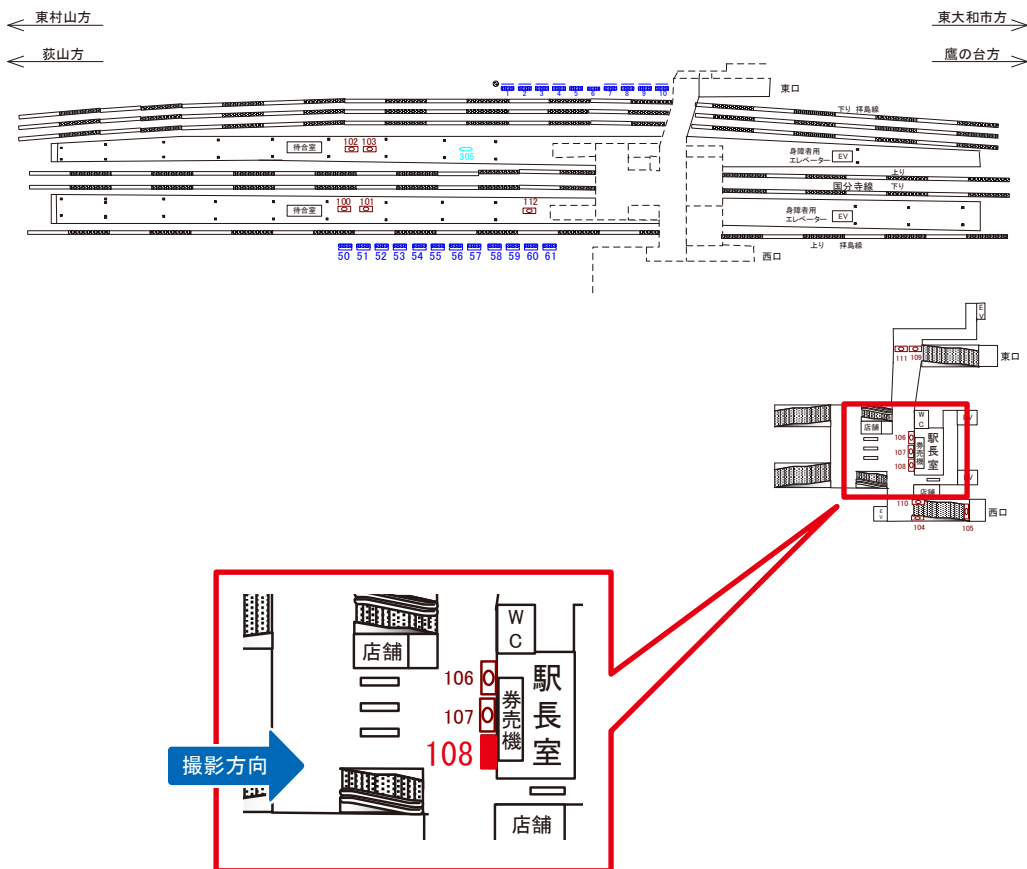 東村山方
東大和市方
荻山方
鷹の台方
1 2 3 4 5 6 7 8 9 10
東口
下り 拝島線
102 103
待合室
305
身障者用
エレベーター
EV
上り
国分寺線 下り
100 101
待合室
112
身障者用
エレベーター
EV
上り 拝島線
50 51 52 53 54 55 56 57 58 59 60 61
西口
EV
111 109
東口
WC
EV
店舗
106
107
108
券売機
駅長室
EV
店舗
110
EV
104
105
西口
WC
店舗
106
107
108
券売機
駅長室
撮影方向
店舗